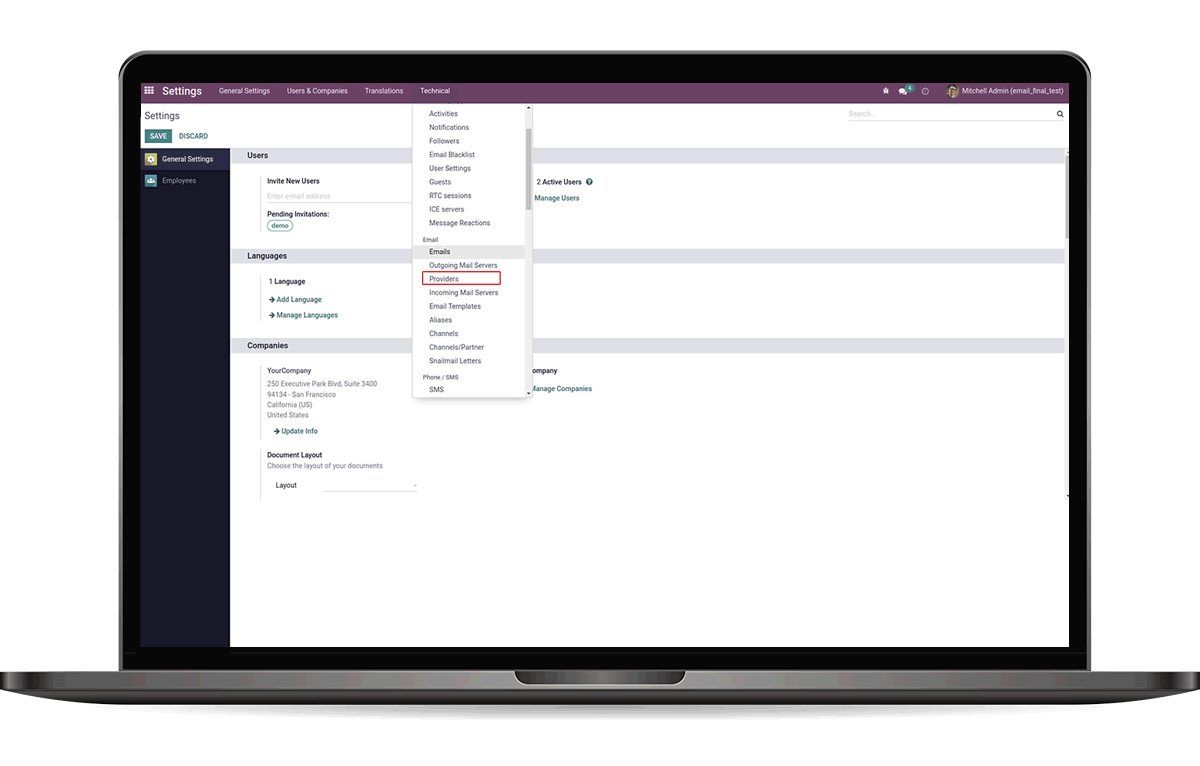 Settings General Settings Users & Companies Translations Technical 4 Mitchell Admin (email_final_test)
Settings
Search...
SAVE DISCARD
General Settings
Employees
Users
Invite New Users
Enter e-mail address
Pending Invitations:
demo
2 Active Users ?
Manage Users
Languages
1 Language
Add Language
Manage Languages
Companies
YourCompany
250 Executive Park Blvd, Suite 3400
94134 - San Francisco
California (US)
United States
Update Info
ompany
Manage Companies
Document Layout
Choose the layout of your documents
Layout
Activities
Notifications
Followers
Email Blacklist
User Settings
Guests
RTC sessions
ICE servers
Message Reactions
Email
Emails
Outgoing Mail Servers
Providers
Incoming Mail Servers
Email Templates
Aliases
Channels
Channels/Partner
Snailmail Letters
Phone / SMS
SMS